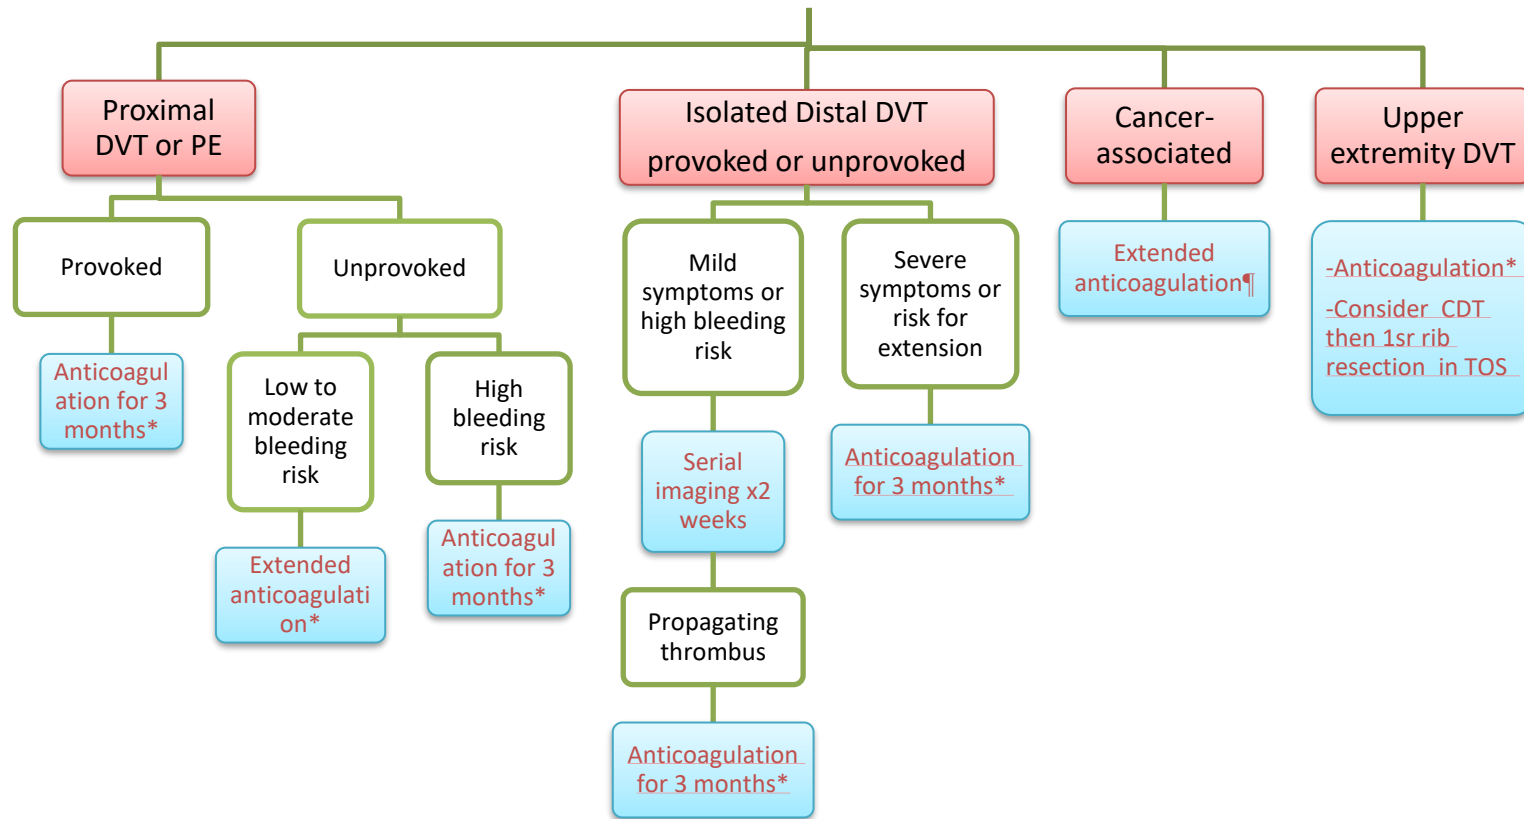 Proximal
DVT or PE
Provoked
Anticoagul
ation for 3
months*
Unprovoked
Low to
moderate
bleeding
risk
Extended
anticoagulati
on*
High
bleeding
risk
Anticoagul
ation for 3
months*
Isolated Distal DVT
provoked or unprovoked
Mild
symptoms or
high bleeding
risk
Serial
imaging x2
weeks
Propagating
thrombus
Anticoagulation
for 3 months*
Severe
symptoms or
risk for
extension
Anticoagulation
for 3 months*
Cancer-
associated
Extended
anticoagulation¶
Upper
extremity DVT
-Anticoagulation*
-Consider CDT
then 1sr rib
resection in TOS